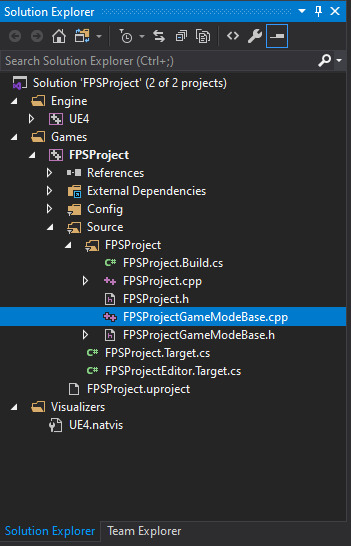 Solution Explorer
Search Solution Explorer (Ctrl+;)
Solution 'FPSProject' (2 of 2 projects)
Engine
UE4
Games
FPSProject
References
External Dependencies
Config
Source
FPSProject
C# FPSProject.Build.cs
FPSProject.cpp
FPSProject.h
FPSProjectGameModeBase.cpp
FPSProjectGameModeBase.h
C# FPSProject.Target.cs
C# FPSProjectEditor.Target.cs
FPSProject.uproject
Visualizers
UE4.natvis
Solution Explorer Team Explorer